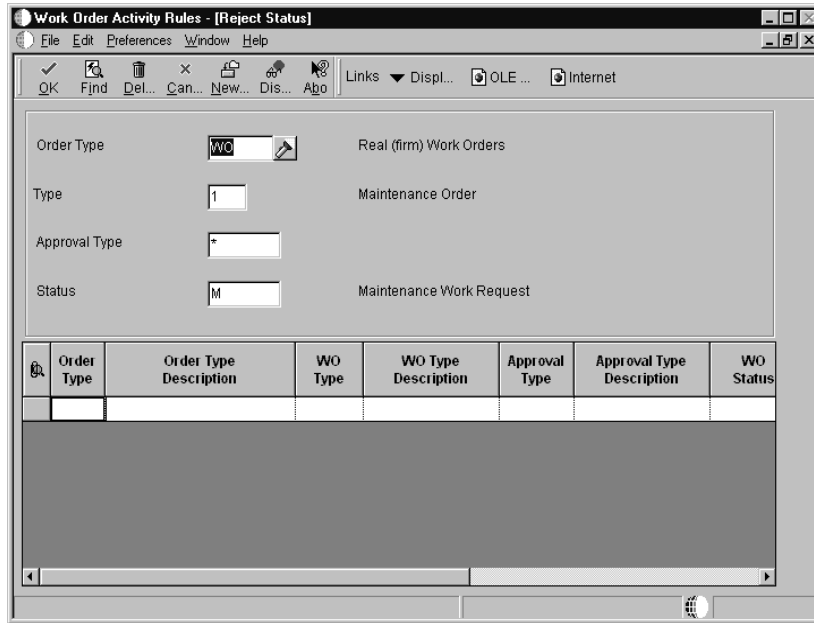 Work Order Activity Rules - [Reject Status]
File Edit Preferences Window Help
OK Find Del... Can... New... Dis... Abo Links Displ... OLE ... Internet
Order Type WO Real (firm) Work Orders
Type 1 Maintenance Order
Approval Type *
Status M Maintenance Work Request
Order Type Order Type Description WO Type WO Type Description Approval Type Approval Type Description WO Status